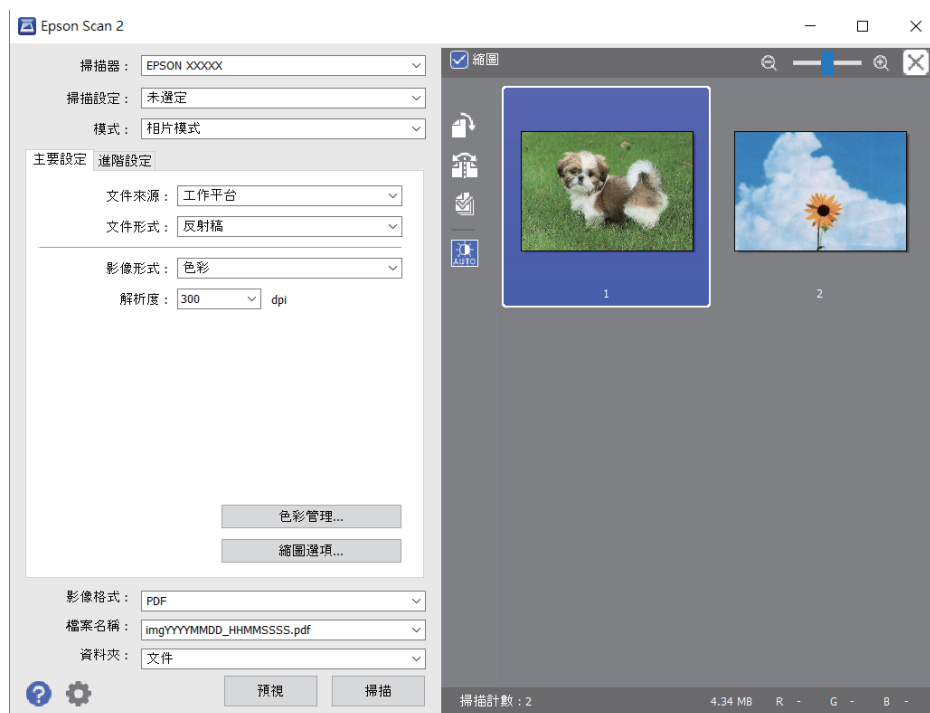 Epson Scan 2
掃描器： EPSON XXXXX
掃描設定： 未選定
模式： 相片模式
主要設定 進階設定
文件來源： 工作平台
文件形式： 反射稿
影像形式： 色彩
解析度： 300 dpi
色彩管理...
縮圖選項...
影像格式： PDF
檔案名稱： imgYYYYMMDD_HHMMSSSS.pdf
資料夾： 文件
預視 掃描
縮圖
AUTO
1 2
掃描計數：2 4.34 MB R - G - B -